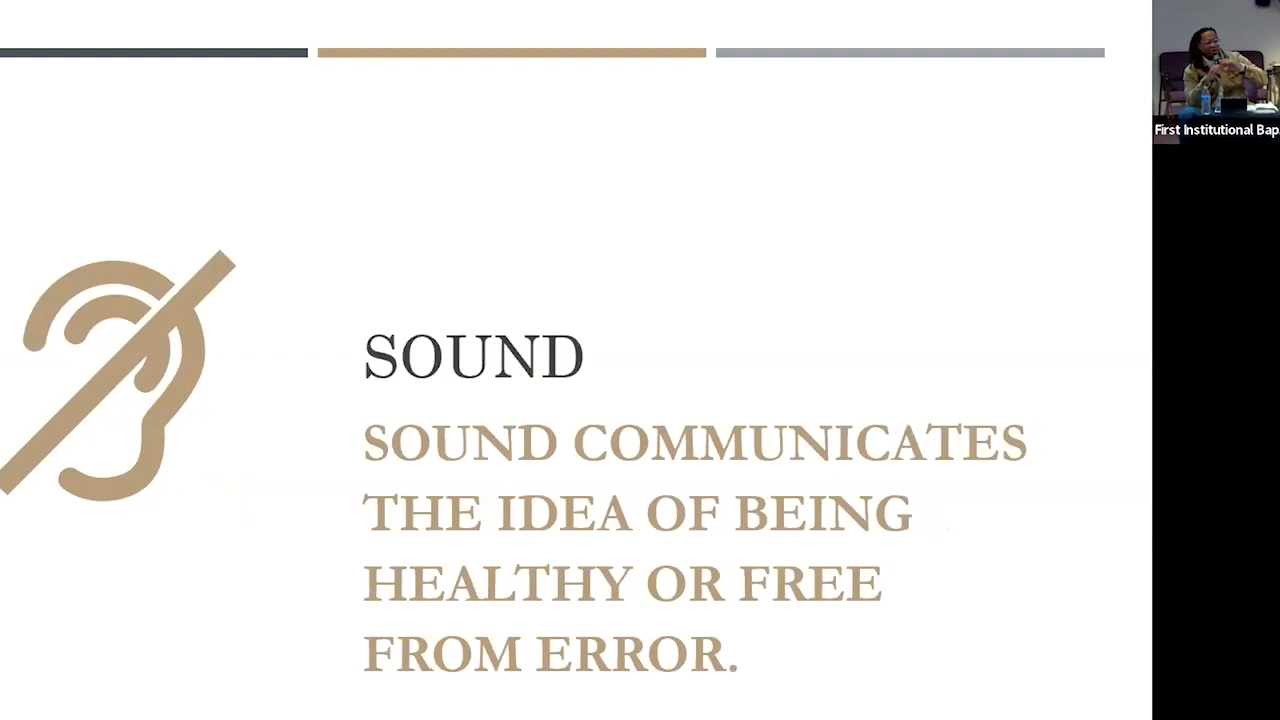 SOUND
SOUND COMMUNICATES
THE IDEA OF BEING
HEALTHY OR FREE
FROM ERROR.
First Institutional Bap